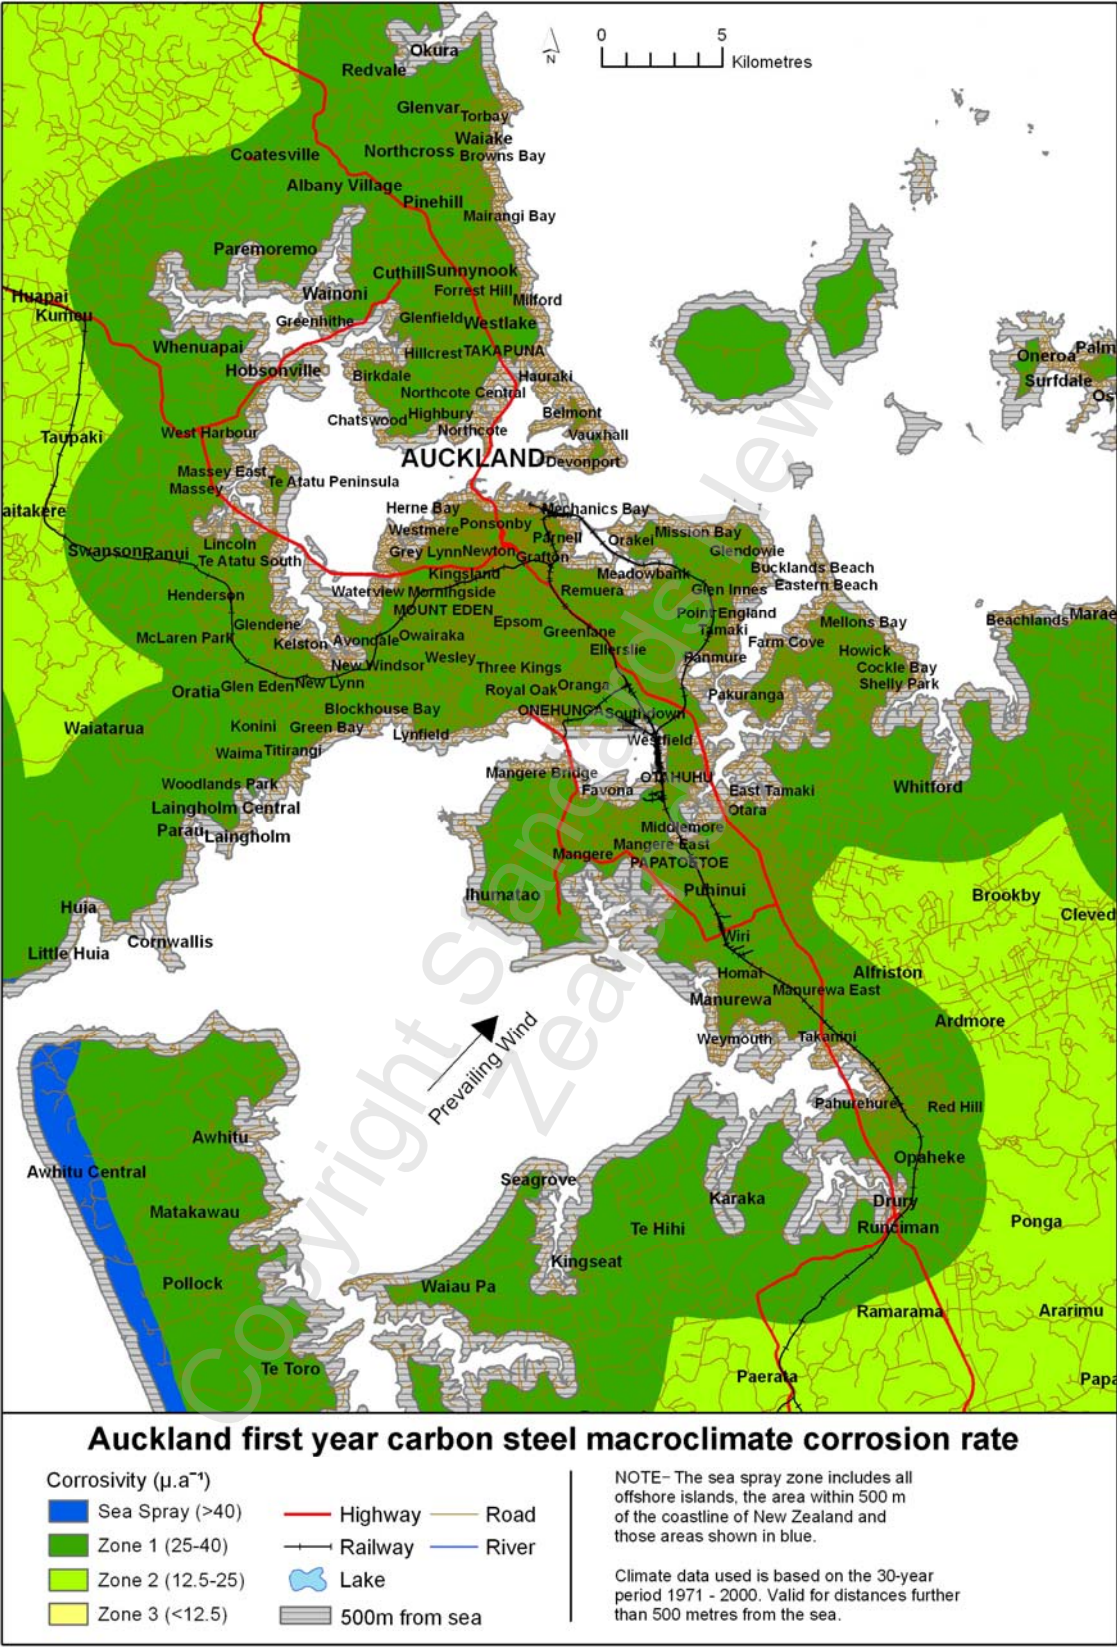 Okura
0 5
Kilometres
N
Redvale
Glenvar
Torbay
Waiake
Northcross
Browns Bay
Coatesville
Albany Village
Pinehill
Mairangi Bay
Paremoremo
Cuthill
Sunnynook
Forrest Hill
Wainoni
Milford
Huapai
Kumeu
Greenhithe
Glenfield
Westlake
Whenuapai
Hillcrest
TAKAPUNA
Oneroa
Palm
Hobsonville
Birkdale
Hauraki
Surfdale
Northcote Central
Os
Highbury
Belmont
Chatswood
Northcote
West Harbour
Vauxhall
Taupaki
AUCKLAND
Devonport
Massey East
Te Atatu Peninsula
Massey
Herne Bay
Mechanics Bay
aitakere
Westmere
Ponsonby
Parnell
Orakei
Mission Bay
Lincoln
Swanson
Ranui
Grey Lynn
Newton
Grafton
Glendowie
Te Atatu South
Kingsland
Meadowbank
Bucklands Beach
Henderson
Waterview
Morningside
Remuera
Glen Innes
Eastern Beach
MOUNT EDEN
Point England
Marae
Glendene
Epsom
Mellons Bay
Beachlands
McLaren Park
Kelston
Avondale
Owairaka
Greenlane
Tamaki
Farm Cove
Ellerslie
Howick
New Windsor
Wesley
Three Kings
Panmure
Cockle Bay
Oratia
Glen Eden
New Lynn
Royal Oak
Oranga
Shelly Park
Pakuranga
Blockhouse Bay
ONEHUNGA
Southdown
Waiatarua
Konini
Green Bay
Lynfield
Westfield
Waima
Titirangi
Mangere Bridge
OTAHUHU
Woodlands Park
Favona
East Tamaki
Whitford
Laingholm Central
Otara
Parau
Laingholm
Middlemore
Mangere East
Mangere
PAPATOETOE
Ihumatao
Puhinui
Brookby
Huia
Cleved
Cornwallis
Wiri
Little Huia
Homai
Alfriston
Manurewa
Manurewa East
Ardmore
Prevailing Wind
Weymouth
Takanini
Pahurehure
Red Hill
Awhitu
Opaheke
Awhitu Central
Seagrove
Karaka
Drury
Matakawau
Te Hihi
Runciman
Ponga
Kingseat
Pollock
Waiau Pa
Ramarama
Ararimu
Te Toro
Paerata
Papa
Copyright Standards New
Zealand
Auckland first year carbon steel macroclimate corrosion rate
Corrosivity (µ.a⁻¹)
Sea Spray (>40)
Zone 1 (25-40)
Zone 2 (12.5-25)
Zone 3 (<12.5)
Highway
Road
Railway
River
Lake
500m from sea
NOTE– The sea spray zone includes all
offshore islands, the area within 500 m
of the coastline of New Zealand and
those areas shown in blue.
Climate data used is based on the 30-year
period 1971 - 2000. Valid for distances further
than 500 metres from the sea.